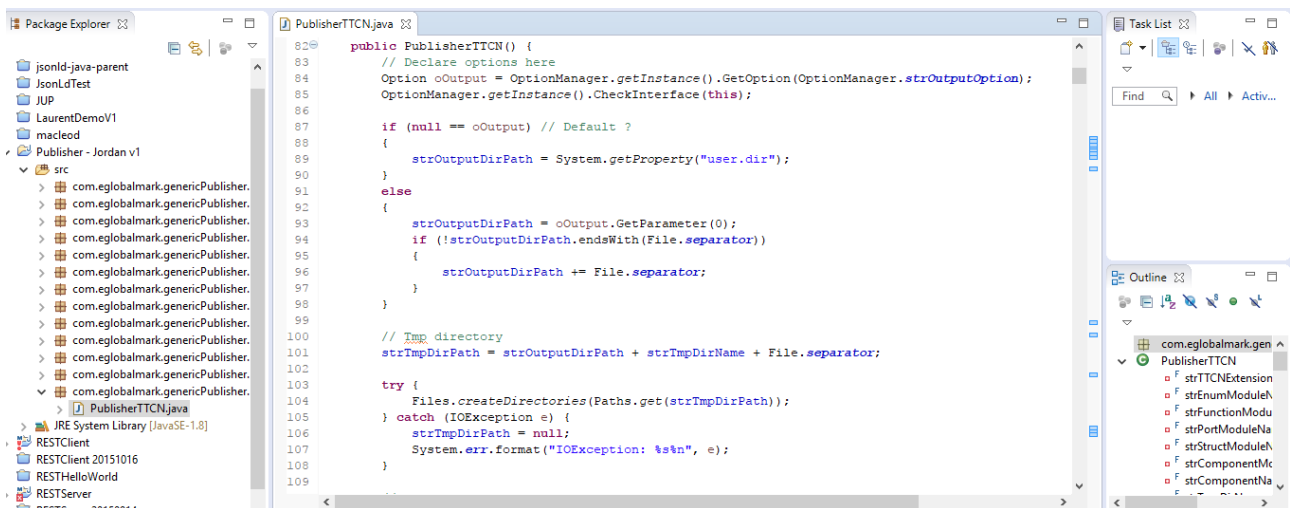 Package Explorer
jsonld-java-parent
JsonLdTest
JUP
LaurentDemoV1
macleod
Publisher - Jordan v1
src
com.eglobalmark.genericPublisher.
com.eglobalmark.genericPublisher.
com.eglobalmark.genericPublisher.
com.eglobalmark.genericPublisher.
com.eglobalmark.genericPublisher.
com.eglobalmark.genericPublisher.
com.eglobalmark.genericPublisher.
com.eglobalmark.genericPublisher.
com.eglobalmark.genericPublisher.
com.eglobalmark.genericPublisher.
com.eglobalmark.genericPublisher.
com.eglobalmark.genericPublisher.
com.eglobalmark.genericPublisher.
PublisherTTCN.java
JRE System Library [JavaSE-1.8]
RESTClient
RESTClient 20151016
RESTHelloWorld
RESTServer
PublisherTTCN.java
82 public PublisherTTCN() {
83 // Declare options here
84 Option oOutput = OptionManager.getInstance().GetOption(OptionManager.strOutputOption);
85 OptionManager.getInstance().CheckInterface(this);
86
87 if (null == oOutput) // Default ?
88 {
89 strOutputDirPath = System.getProperty("user.dir");
90 }
91 else
92 {
93 strOutputDirPath = oOutput.GetParameter(0);
94 if (!strOutputDirPath.endsWith(File.separator))
95 {
96 strOutputDirPath += File.separator;
97 }
98 }
99
100 // Tmp directory
101 strTmpDirPath = strOutputDirPath + strTmpDirName + File.separator;
102
103 try {
104 Files.createDirectories(Paths.get(strTmpDirPath));
105 } catch (IOException e) {
106 strTmpDirPath = null;
107 System.err.format("IOException: %s%n", e);
108 }
109
Task List
Find All Activ...
Outline
com.eglobalmark.gen
PublisherTTCN
strTTCNExtension
strEnumModuleN
strFunctionModu
strPortModuleNa
strStructModuleN
strComponentMc
strComponentNa